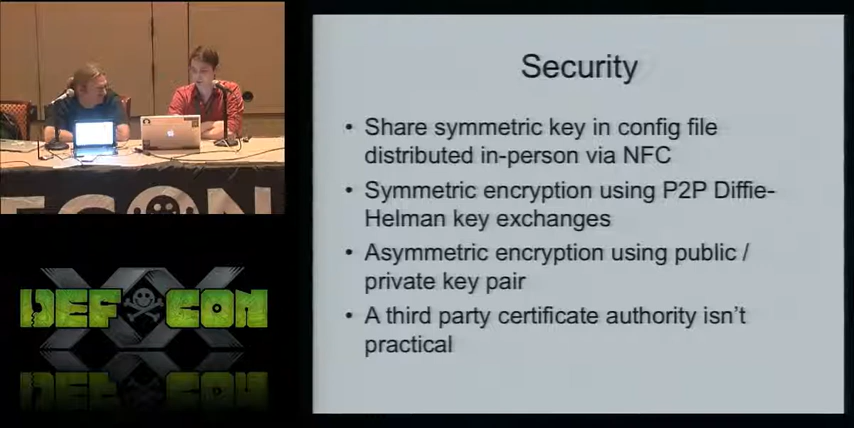 Security
• Share symmetric key in config file
distributed in-person via NFC
• Symmetric encryption using P2P Diffie-
Helman key exchanges
• Asymmetric encryption using public /
private key pair
• A third party certificate authority isn't
practical
DEF CON
XX